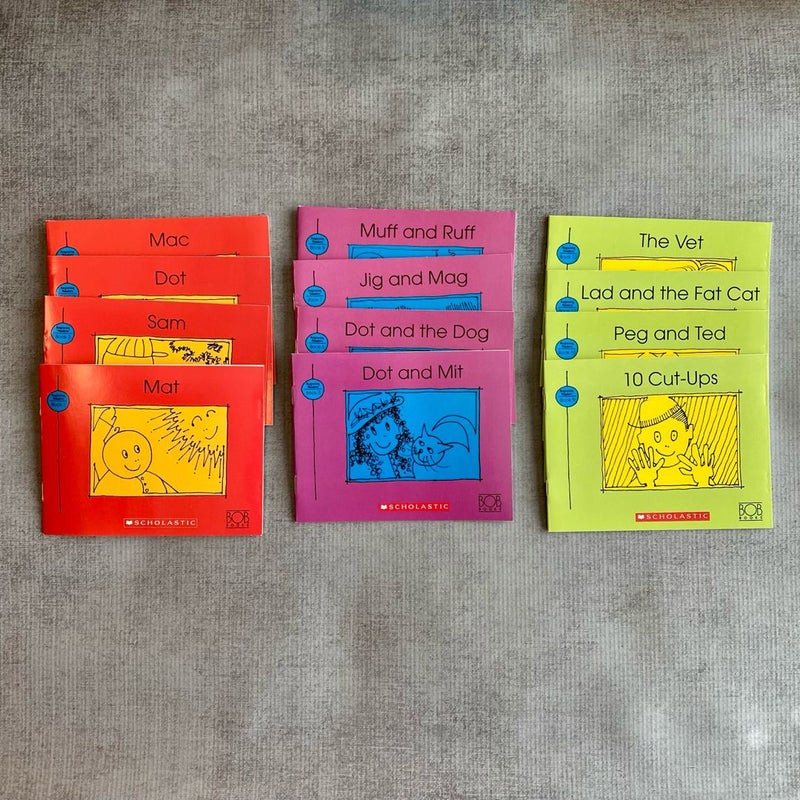 Mac
Dot
Sam
Mat
SCHOLASTIC
BOB
BOOKS
Muff and Ruff
Jig and Mag
Dot and the Dog
Dot and Mit
SCHOLASTIC
BOB
BOOKS
The Vet
Lad and the Fat Cat
Peg and Ted
10 Cut-Ups
SCHOLASTIC
BOB
BOOKS